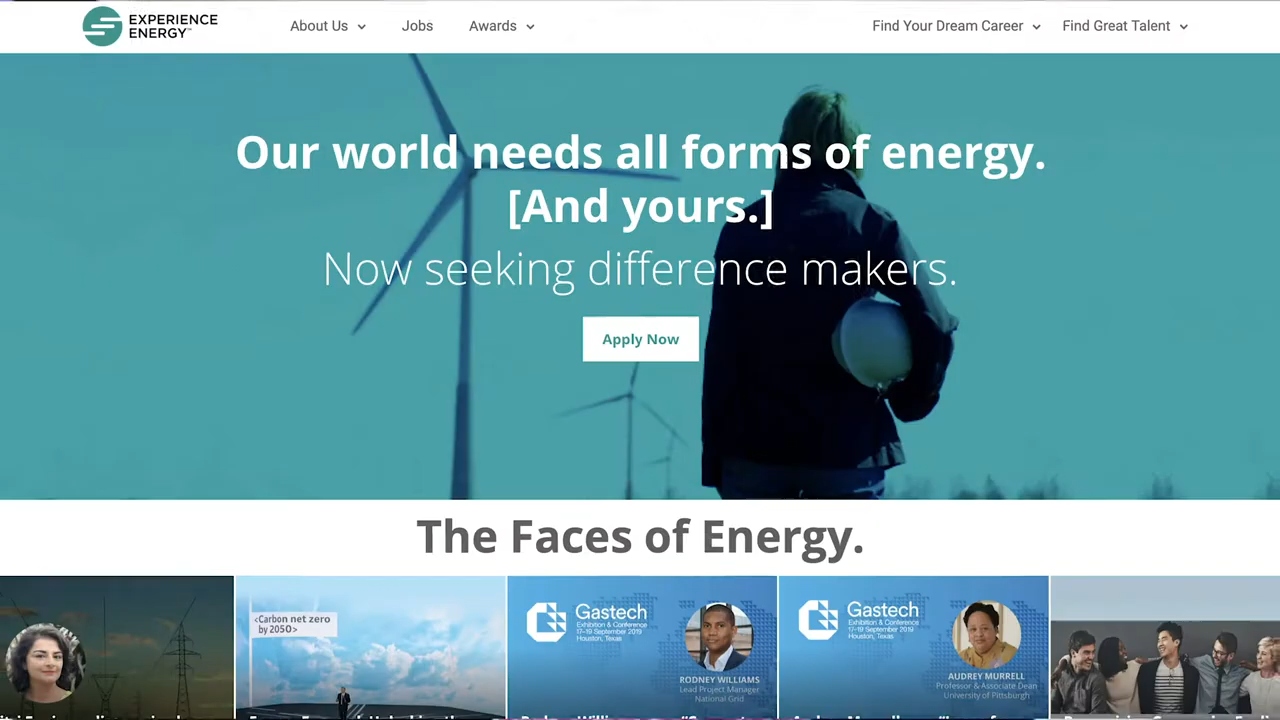 EXPERIENCE
ENERGY™
About Us
Jobs
Awards
Find Your Dream Career
Find Great Talent
Our world needs all forms of energy.
[And yours.]
Now seeking difference makers.
Apply Now
The Faces of Energy.
<Carbon net zero
by 2050>
Gastech
Exhibition & Conference
17–19 September 2019
Houston, Texas
RODNEY WILLIAMS
Lead Project Manager
National Grid
Gastech
Exhibition & Conference
17–19 September 2019
Houston, Texas
AUDREY MURRELL
Professor & Associate Dean
University of Pittsburgh